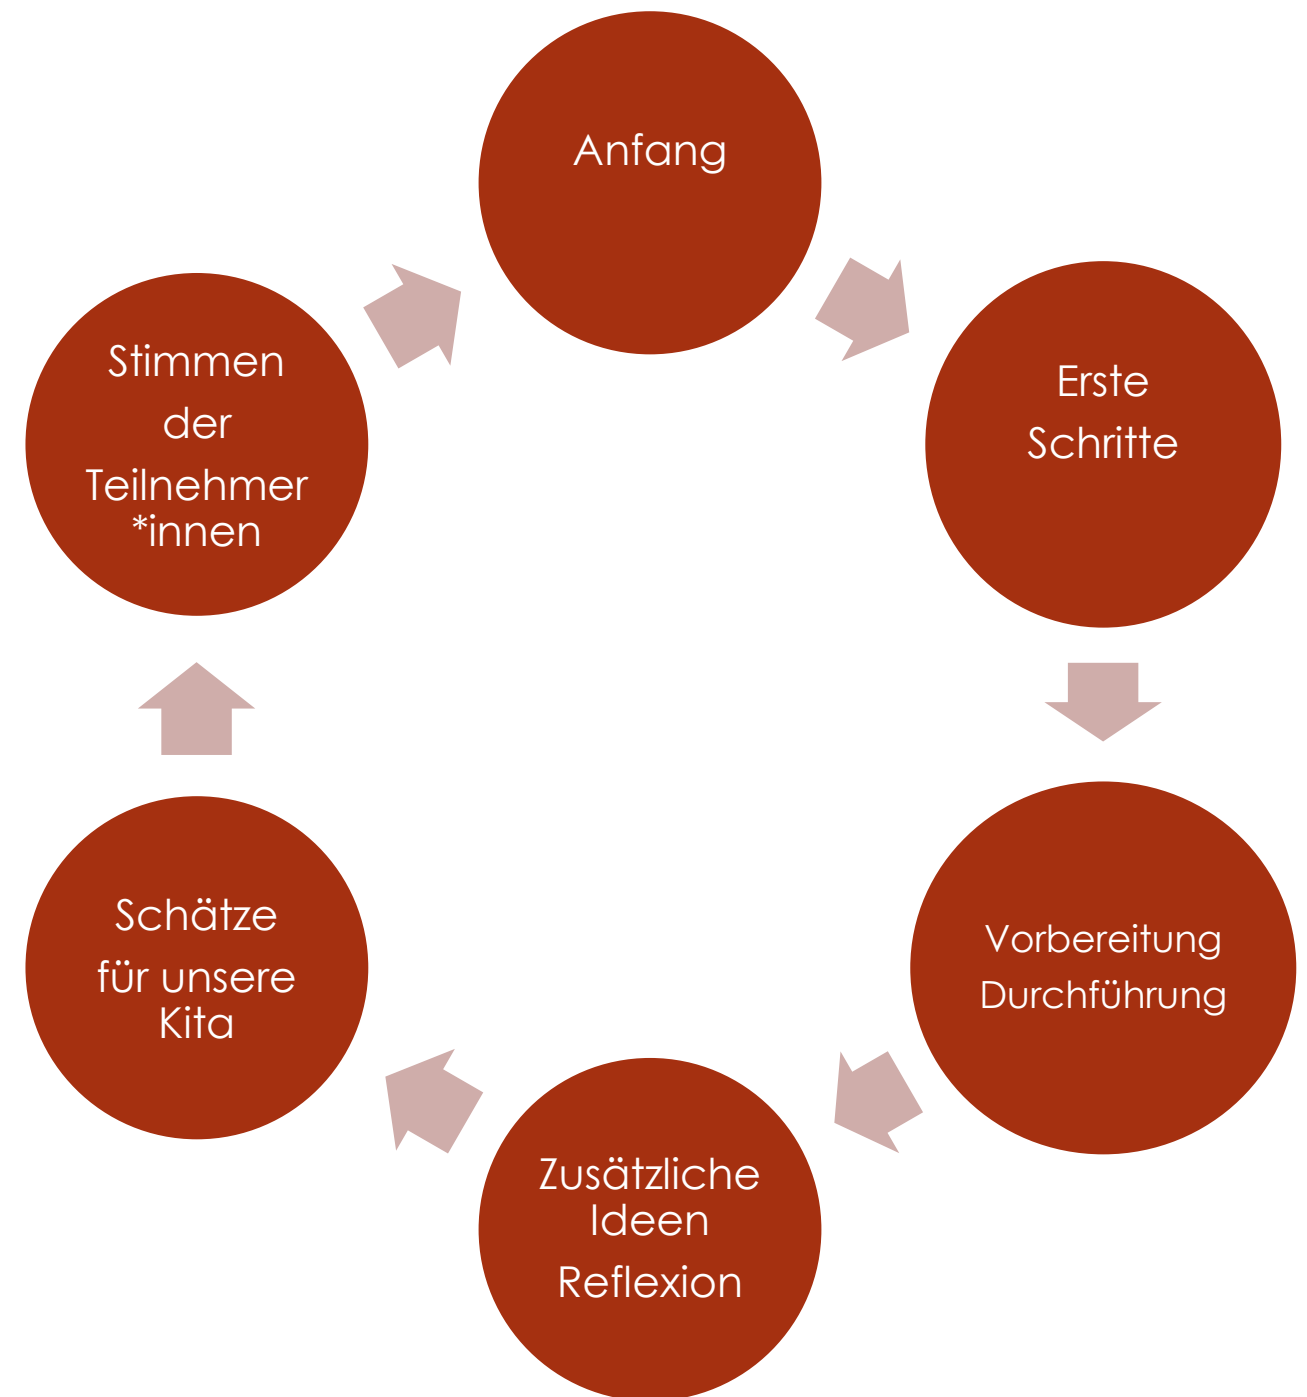 Anfang
Erste
Schritte
Vorbereitung
Durchführung
Zusätzliche
Ideen
Reflexion
Schätze
für unsere
Kita
Stimmen
der
Teilnehmer
*innen